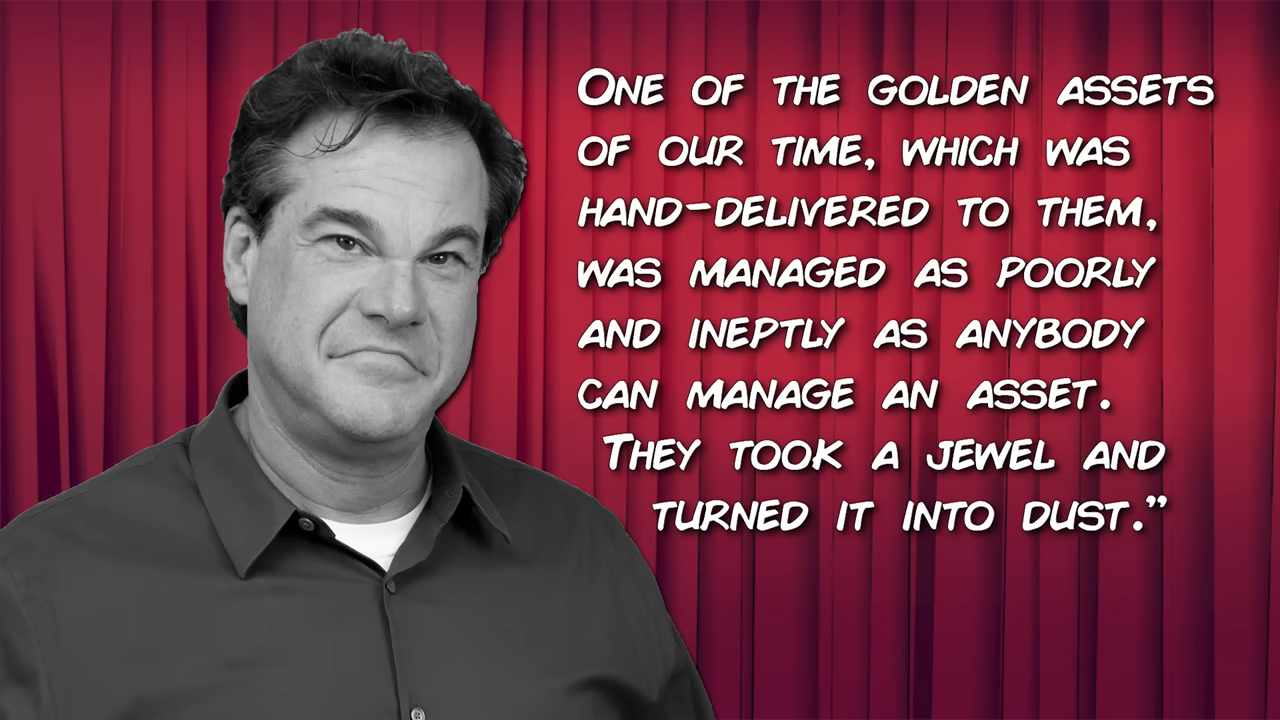 One of the golden assets
of our time, which was
hand-delivered to them,
was managed as poorly
and ineptly as anybody
can manage an asset.
They took a jewel and
turned it into dust.”